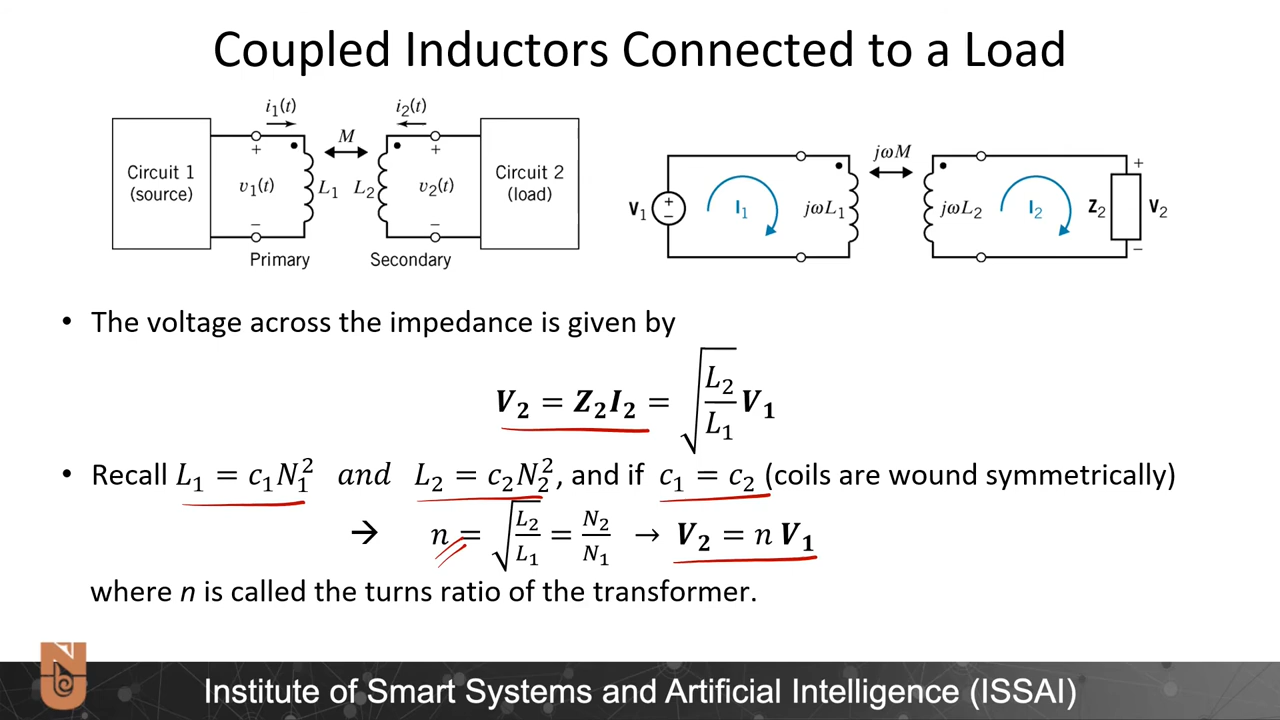 Coupled Inductors Connected to a Load
i₁(t) i₂(t)
M
Circuit 1
(source)
+ v₁(t) − L₁ L₂ + v₂(t) −
Circuit 2
(load)
Primary Secondary
jωM
V₁ + − I₁ jωL₁ jωL₂ I₂ Z₂ + V₂ −
• The voltage across the impedance is given by
V₂ = Z₂I₂ = √(L₂/L₁) V₁
• Recall L₁ = c₁N₁² and L₂ = c₂N₂², and if c₁ = c₂ (coils are wound symmetrically)
→ n = √(L₂/L₁) = N₂/N₁ → V₂ = n V₁
where n is called the turns ratio of the transformer.
Institute of Smart Systems and Artificial Intelligence (ISSAI)